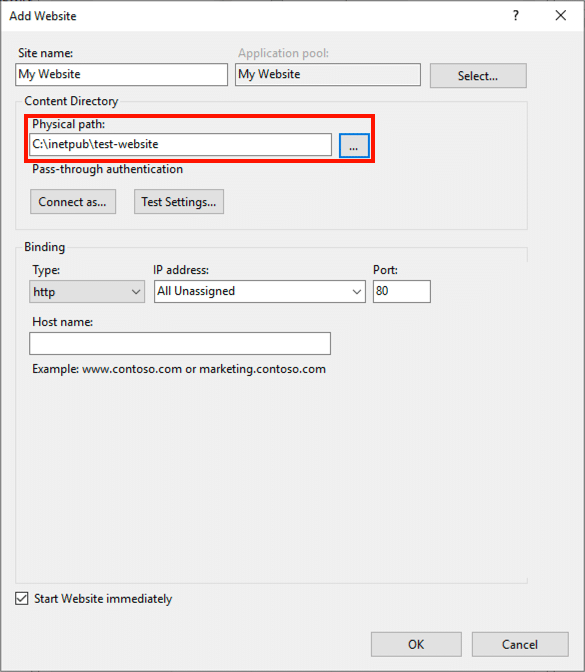 Add Website
?
Site name:
Application pool:
My Website
My Website
Select...
Content Directory
Physical path:
C:\inetpub\test-website
...
Pass-through authentication
Connect as...
Test Settings...
Binding
Type:
IP address:
Port:
http
All Unassigned
80
Host name:
Example: www.contoso.com or marketing.contoso.com
Start Website immediately
OK
Cancel